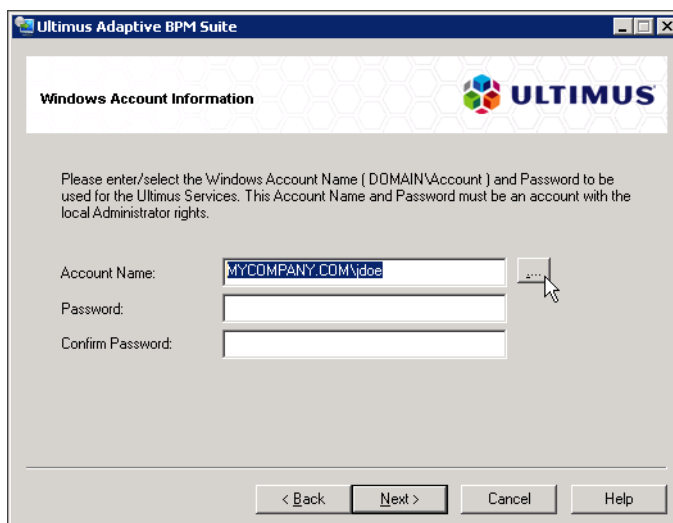 Ultimus Adaptive BPM Suite
Windows Account Information
ULTIMUS
Please enter/select the Windows Account Name ( DOMAIN\Account ) and Password to be
used for the Ultimus Services. This Account Name and Password must be an account with the
local Administrator rights.
Account Name:
MYCOMPANY.COM\jdoe
...
Password:
Confirm Password:
< Back
Next >
Cancel
Help